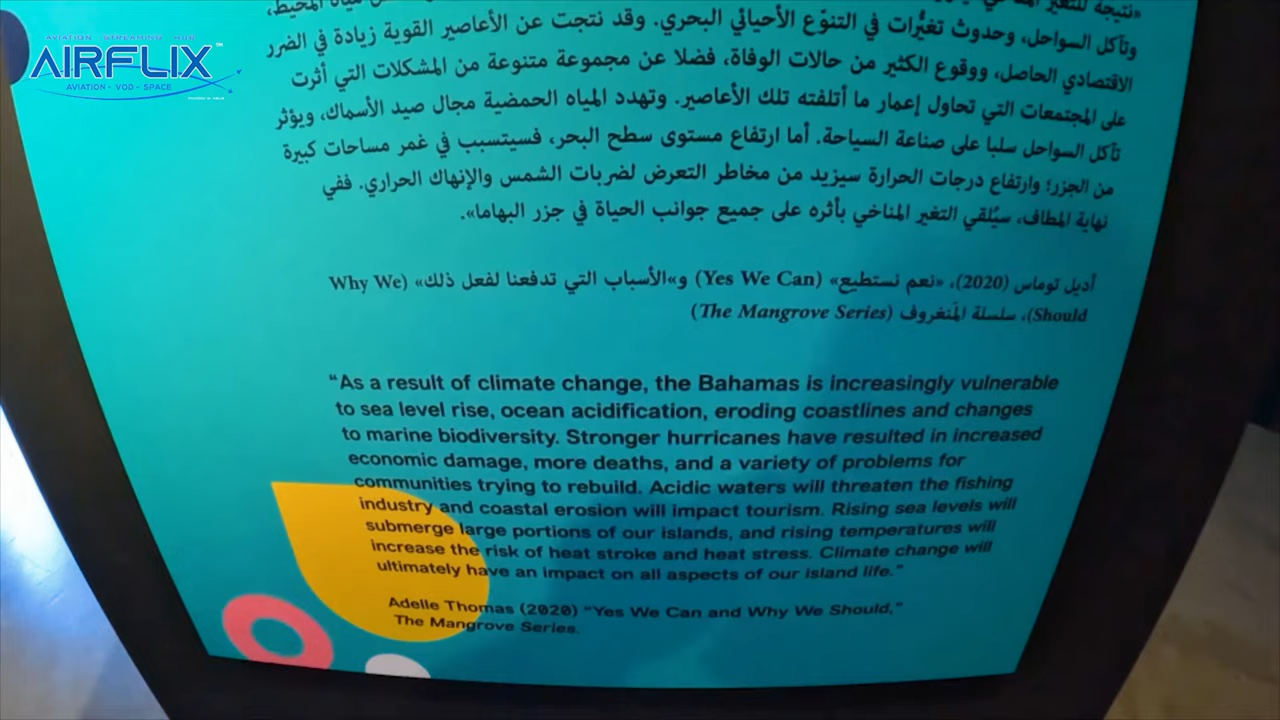 AVIATION STREAMING HUB
AIRFLIX™
AVIATION - VOD - SPACE
«نتيجة للتغير
وتآكل السواحل، وحدوث تغيُّرات في التنوّع الأحيائي البحري. وقد نتجت عن الأعاصير القوية زيادة في الضرر
الاقتصادي الحاصل، ووقوع الكثير من حالات الوفاة، فضلا عن مجموعة متنوعة من المشكلات التي أثرت
على المجتمعات التي تحاول إعمار ما أتلفته تلك الأعاصير. وتهدد المياه الحمضية مجال صيد الأسماك، ويؤثر
تآكل السواحل سلبا على صناعة السياحة. أما ارتفاع مستوى سطح البحر، فسيتسبب في غمر مساحات كبيرة
من الجزر؛ وارتفاع درجات الحرارة سيزيد من مخاطر التعرض لضربات الشمس والإنهاك الحراري. ففي
نهاية المطاف، سيُلقي التغير المناخي بأثره على جميع جوانب الحياة في جزر البهاما».
أديل توماس (2020)، «نعم نستطيع» (Yes We Can) و»الأسباب التي تدفعنا لفعل ذلك» (Why We
Should)، سلسلة المَنغروف (The Mangrove Series)
“As a result of climate change, the Bahamas is increasingly vulnerable
to sea level rise, ocean acidification, eroding coastlines and changes
to marine biodiversity. Stronger hurricanes have resulted in increased
economic damage, more deaths, and a variety of problems for
communities trying to rebuild. Acidic waters will threaten the fishing
industry and coastal erosion will impact tourism. Rising sea levels will
submerge large portions of our islands, and rising temperatures will
increase the risk of heat stroke and heat stress. Climate change will
ultimately have an impact on all aspects of our island life.”
Adelle Thomas (2020) “Yes We Can and Why We Should,”
The Mangrove Series.